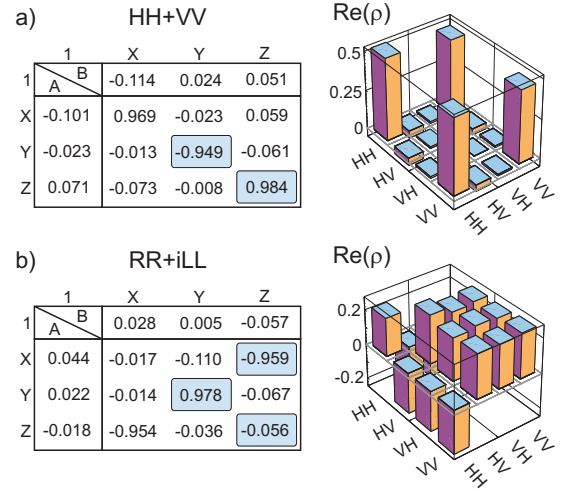 a) HH+VV
1 X Y Z
1 A B -0.114 0.024 0.051
X -0.101 0.969 -0.023 0.059
Y -0.023 -0.013 -0.949 -0.061
Z 0.071 -0.073 -0.008 0.984
Re(ρ)
0.5
0.25
0
HH HV VH VV
HH HV VH VV
b) RR+iLL
1 X Y Z
1 A B 0.028 0.005 -0.057
X 0.044 -0.017 -0.110 -0.959
Y 0.022 -0.014 0.978 -0.067
Z -0.018 -0.954 -0.036 -0.056
Re(ρ)
0.2
0
-0.2
HH HV VH VV
HH HV VH VV